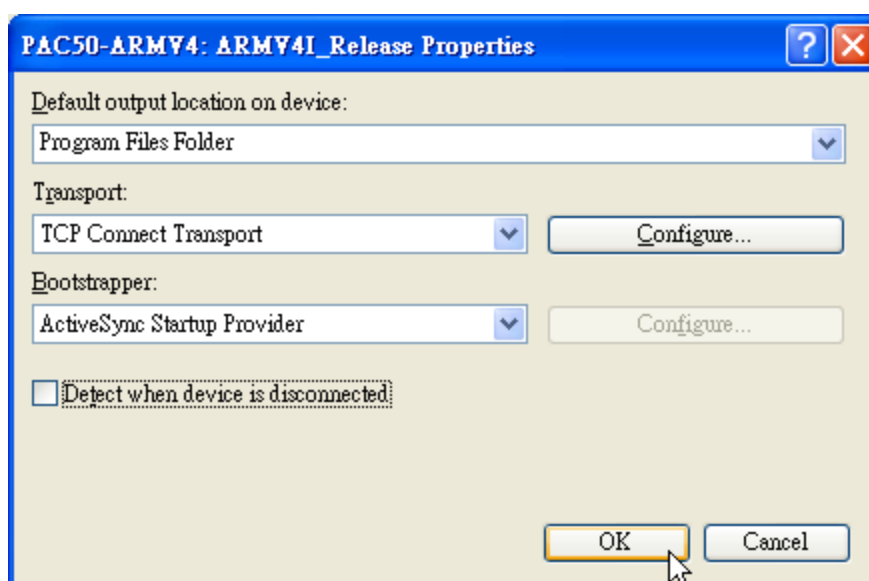 PAC50-ARMV4: ARMV4I_Release Properties
Default output location on device:
Program Files Folder
Transport:
TCP Connect Transport
Configure...
Bootstrapper:
ActiveSync Startup Provider
Configure...
Detect when device is disconnected
OK
Cancel